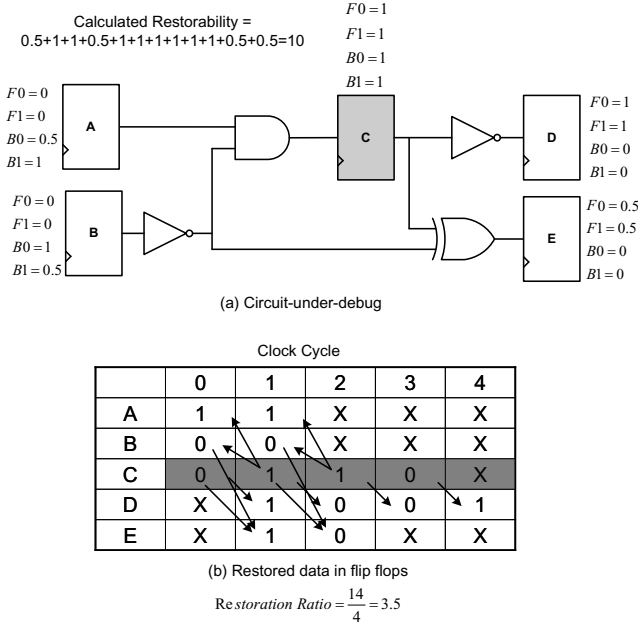 Calculated Restorability =
0.5+1+1+0.5+1+1+1+1+1+1+1+0.5+0.5=10
F0=1
F1=1
B0=1
B1=1
F0=0
F1=0
B0=0.5
B1=1
A
C
D
F0=1
F1=1
B0=0
B1=0
F0=0
F1=0
B0=1
B1=0.5
B
E
F0=0.5
F1=0.5
B0=0
B1=0
(a) Circuit-under-debug
Clock Cycle
0 1 2 3 4
A 1 1 X X X
B 0 0 X X X
C 0 1 1 0 X
D X 1 0 0 1
E X 1 0 X X
(b) Restored data in flip flops
Restoration Ratio = 14/4 = 3.5